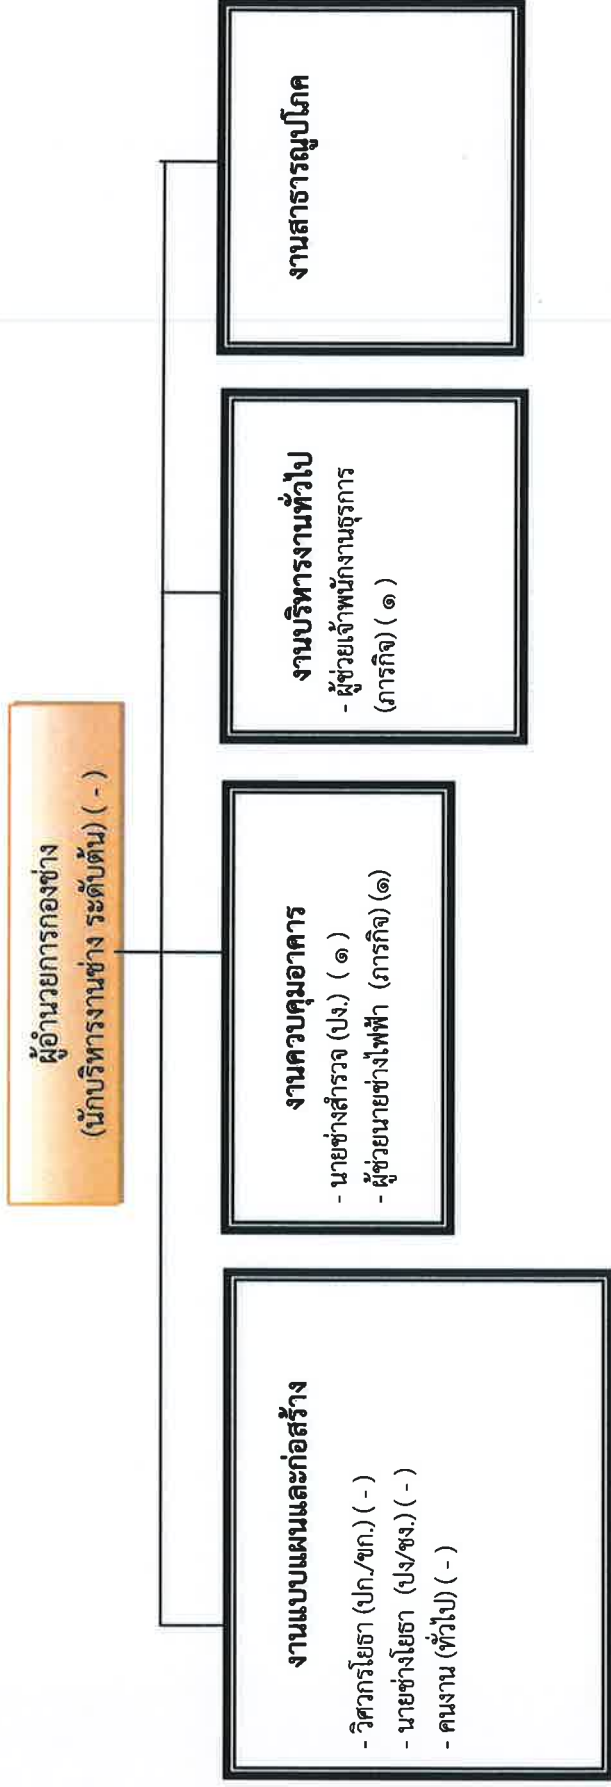 ผู้อำนวยการกองช่าง
(นักบริหารงานช่าง ระดับต้น) ( - )
งานแบบแผนและก่อสร้าง
- วิศวกรโยธา (ปก./ชก.) ( - )
- นายช่างโยธา (ปง/ชง.) ( - )
- คนงาน (ทั่วไป) ( - )
งานควบคุมอาคาร
- นายช่างสำรวจ (ปง.) ( ๑ )
- ผู้ช่วยนายช่างไฟฟ้า (ภารกิจ) (๑)
งานบริหารงานทั่วไป
- ผู้ช่วยเจ้าพนักงานธุรการ
(ภารกิจ) ( ๑ )
งานสาธารณูปโภค